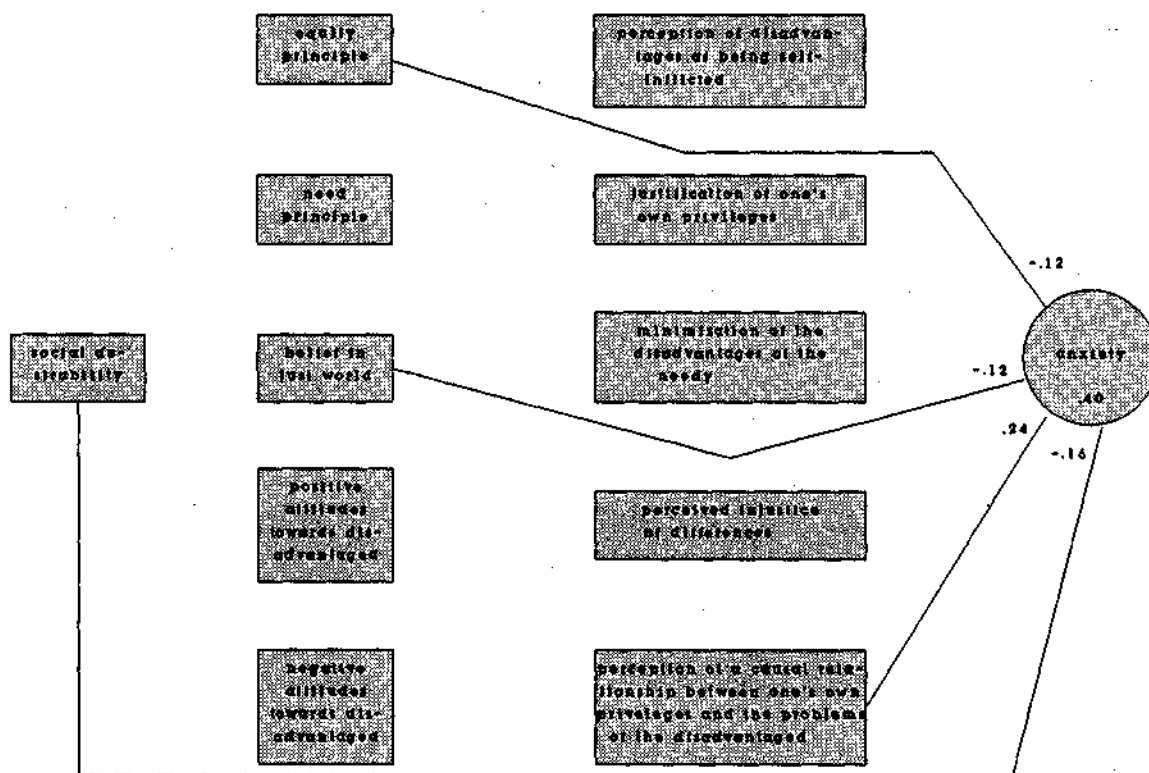 equity
principle
perception of disadvan-
tages as being self-
inflicted
need
principle
justification of one's
own privileges
-.12
social de-
sirability
belief in
just world
minimisation of the
disadvantages of the
needy
-.12
anxiety
.40
.24
-.16
positive
attitudes
towards dis-
advantaged
perceived injustice
of differences
negative
attitudes
towards dis-
advantaged
perception of a causal rela-
tionship between one's own
priveleges and the problems
of the disadvantaged